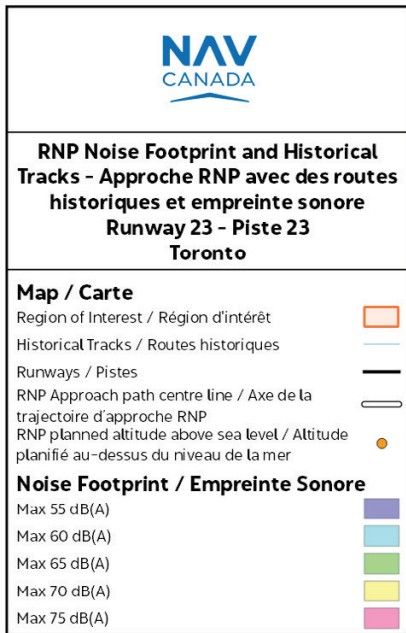 NAV
CANADA
RNP Noise Footprint and Historical
Tracks - Approche RNP avec des routes
historiques et empreinte sonore
Runway 23 - Piste 23
Toronto
Map / Carte
Region of Interest / Région d'intérêt
Historical Tracks / Routes historiques
Runways / Pistes
RNP Approach path centre line / Axe de la
trajectoire d'approche RNP
RNP planned altitude above sea level / Altitude
planifié au-dessus du niveau de la mer
Noise Footprint / Empreinte Sonore
Max 55 dB(A)
Max 60 dB(A)
Max 65 dB(A)
Max 70 dB(A)
Max 75 dB(A)